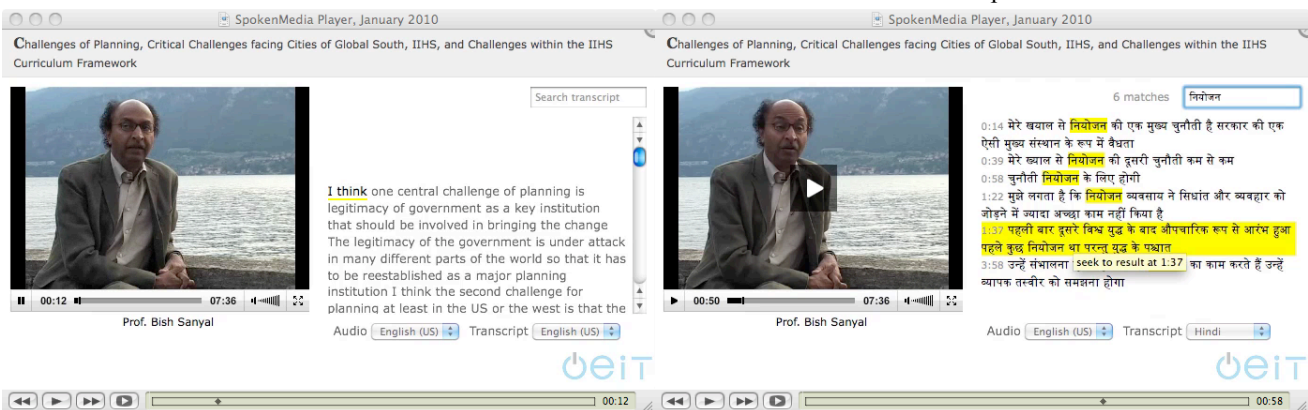 SpokenMedia Player, January 2010
Challenges of Planning, Critical Challenges facing Cities of Global South, IIHS, and Challenges within the IIHS
Curriculum Framework
Search transcript
I think one central challenge of planning is
legitimacy of government as a key institution
that should be involved in bringing the change
The legitimacy of the government is under attack
in many different parts of the world so that it has
to be reestablished as a major planning
institution I think the second challenge for
planning at least in the US or the west is that the
00:12 07:36
Prof. Bish Sanyal
Audio English (US) Transcript English (US)
oeiT
00:12
SpokenMedia Player, January 2010
Challenges of Planning, Critical Challenges facing Cities of Global South, IIHS, and Challenges within the IIHS
Curriculum Framework
6 matches नियोजन
0:14 मेरे खयाल से नियोजन की एक मुख्य चुनौती है सरकार की एक
ऐसी मुख्य संस्थान के रूप में वैधता
0:39 मेरे ख्याल से नियोजन की दूसरी चुनौती कम से कम
0:58 चुनौती नियोजन के लिए होगी
1:22 मुझे लगता है कि नियोजन व्यवसाय ने सिधांत और व्यवहार को
जोड़ने में ज्यादा अच्छा काम नहीं किया है
1:37 पहली बार दूसरे विश्व युद्ध के बाद औपचारिक रूप से आरंभ हुआ
पहले कुछ नियोजन था परन्तु युद्ध के पश्चात
seek to result at 1:37
3:58 उन्हें संभालना का काम करते हैं उन्हें
व्यापक तस्वीर को समझना होगा
00:50 07:36
Prof. Bish Sanyal
Audio English (US) Transcript Hindi
oeiT
00:58